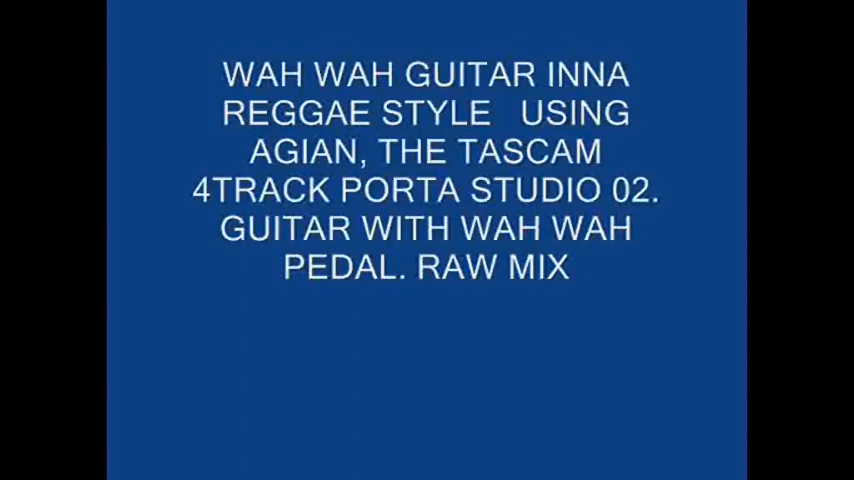 WAH WAH GUITAR INNA
REGGAE STYLE   USING
AGIAN, THE TASCAM
4TRACK PORTA STUDIO 02.
GUITAR WITH WAH WAH
PEDAL. RAW MIX